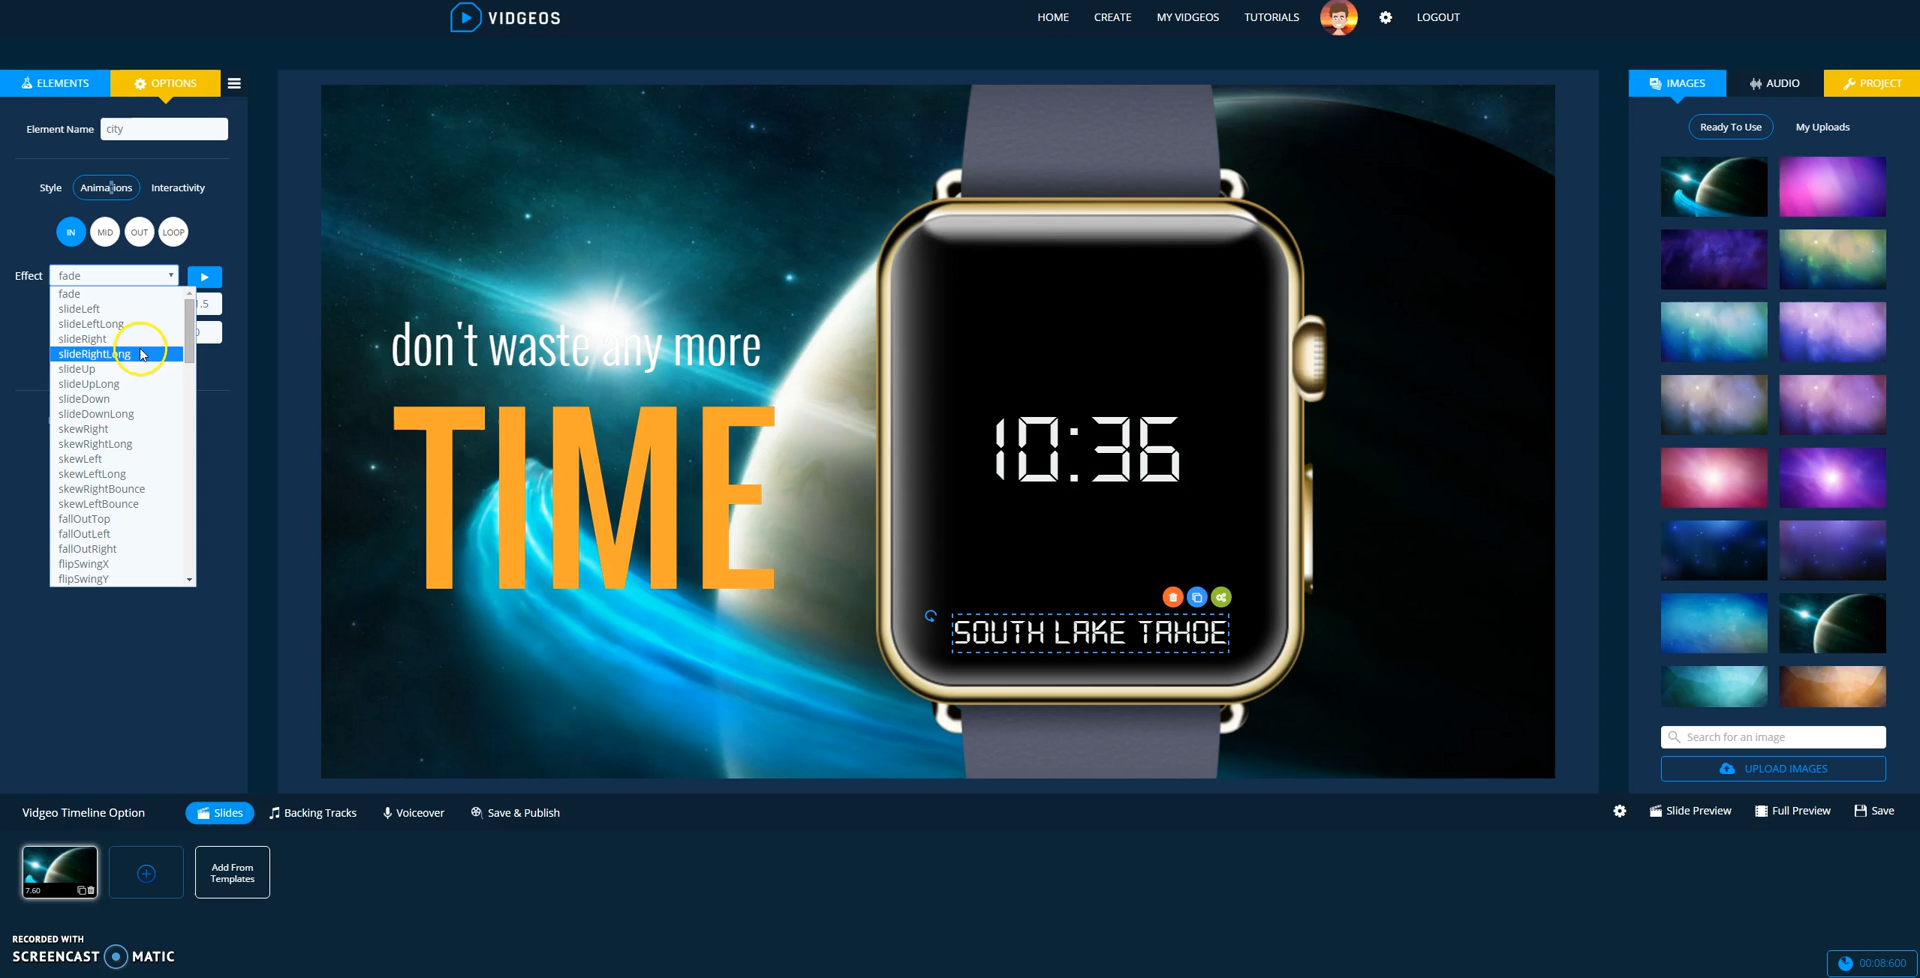 VIDGEOS
HOME
CREATE
MY VIDGEOS
TUTORIALS
LOGOUT
ELEMENTS
OPTIONS
Element Name
city
Style
Animations
Interactivity
IN
MID
OUT
LOOP
Effect
fade
fade
slideLeft
slideLeftLong
slideRight
slideRightLong
slideUp
slideUpLong
slideDown
slideDownLong
skewRight
skewRightLong
skewLeft
skewLeftLong
skewRightBounce
skewLeftBounce
fallOutTop
fallOutLeft
fallOutRight
flipSwingX
flipSwingY
don't waste any more
TIME
10:36
SOUTH LAKE TAHOE
IMAGES
AUDIO
PROJECT
Ready To Use
My Uploads
Search for an image
UPLOAD IMAGES
Vidgeo Timeline Option
Slides
Backing Tracks
Voiceover
Save & Publish
Slide Preview
Full Preview
Save
7.60
Add From
Templates
RECORDED WITH
SCREENCAST MATIC
00:08:600